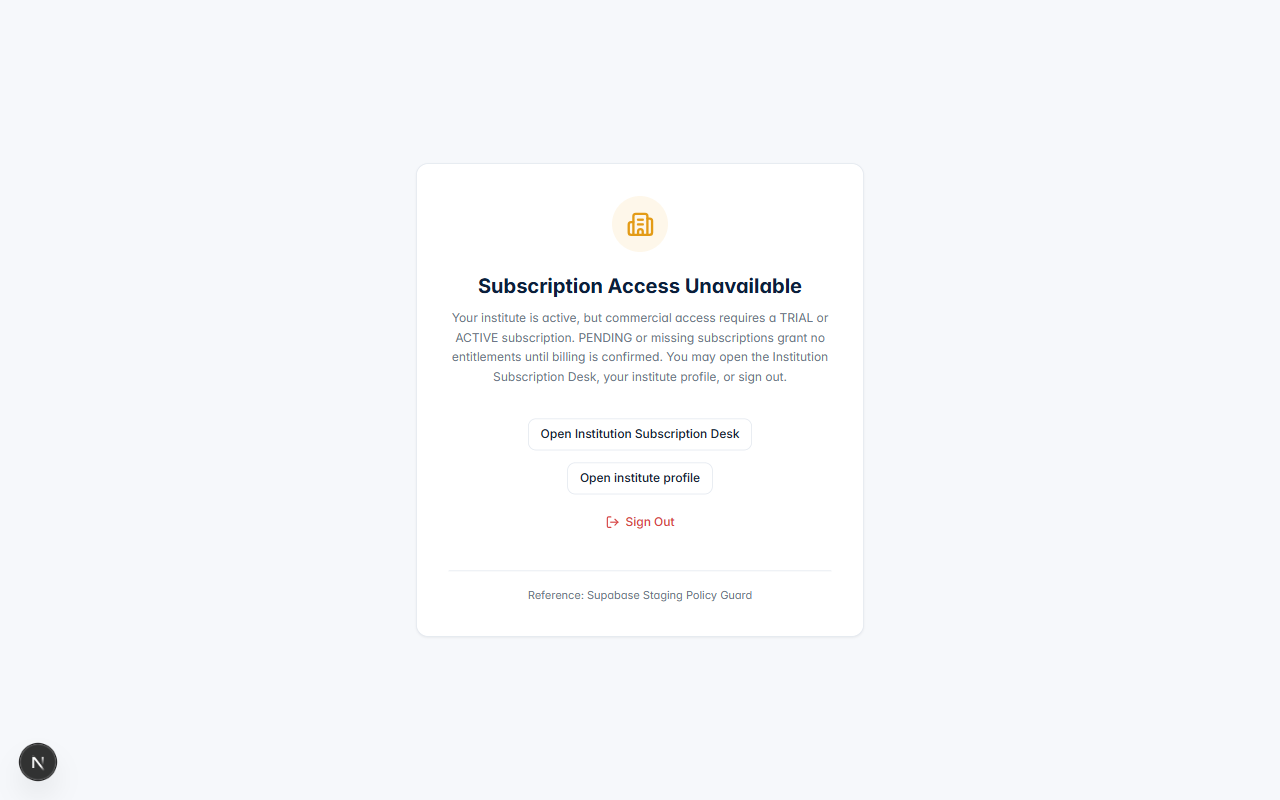 Subscription Access Unavailable
Your institute is active, but commercial access requires a TRIAL or
ACTIVE subscription. PENDING or missing subscriptions grant no
entitlements until billing is confirmed. You may open the Institution
Subscription Desk, your institute profile, or sign out.
Open Institution Subscription Desk
Open institute profile
Sign Out
Reference: Supabase Staging Policy Guard
N